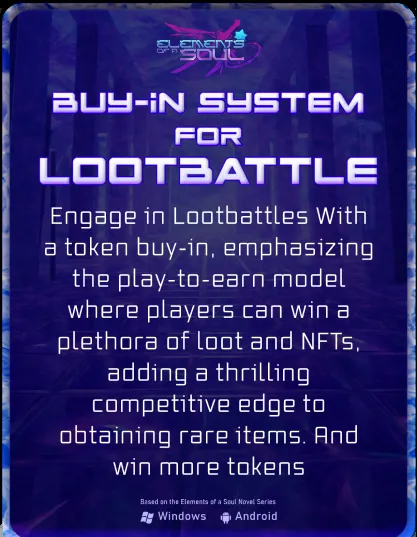 ELEMENTS
OF A SOUL
BUY-iN SYSTEM
FOR
LOOTBATTLE
Engage in Lootbattles With
a token buy-in, emphasizing
the play-to-earn model
where players can win a
plethora of loot and NFTs,
adding a thrilling
competitive edge to
obtaining rare items. And
win more tokens
Based on the Elements of a Soul Novel Series
Windows Android